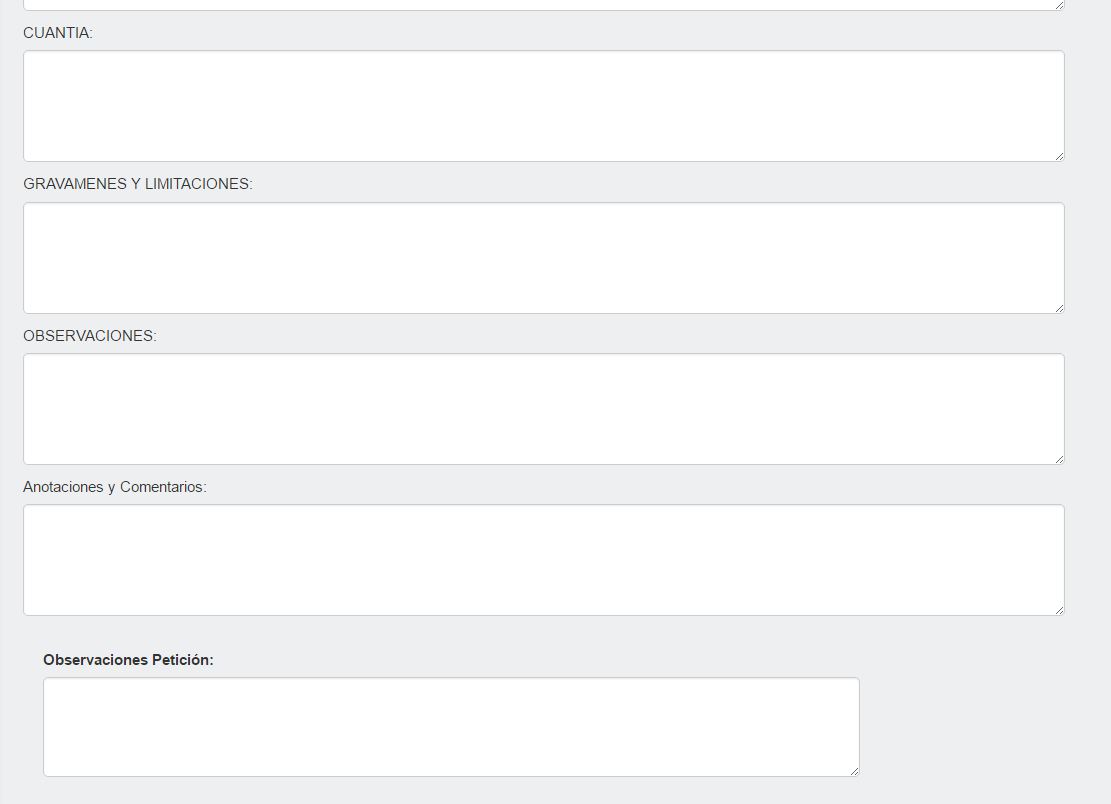 CUANTIA:
GRAVAMENES Y LIMITACIONES:
OBSERVACIONES:
Anotaciones y Comentarios:
Observaciones Petición: